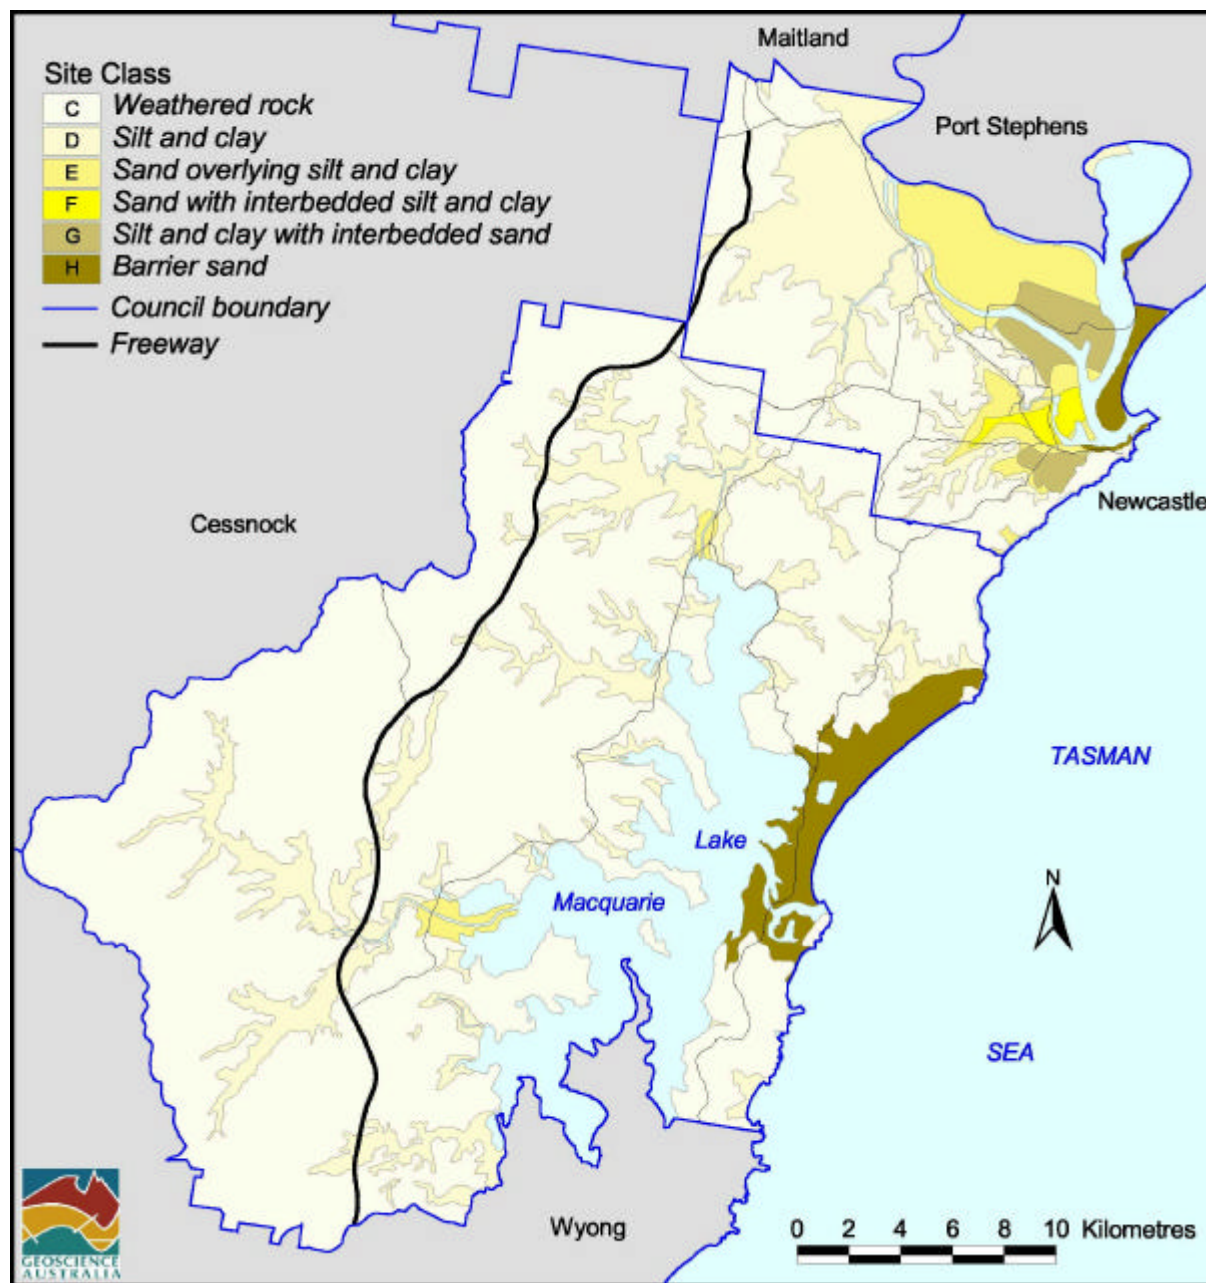 Maitland
Site Class
C Weathered rock
D Silt and clay
E Sand overlying silt and clay
F Sand with interbedded silt and clay
G Silt and clay with interbedded sand
H Barrier sand
Council boundary
Freeway
Port Stephens
Newcastle
Cessnock
TASMAN
Lake
Macquarie
N
SEA
Wyong
0 2 4 6 8 10 Kilometres
GEOSCIENCE
AUSTRALIA